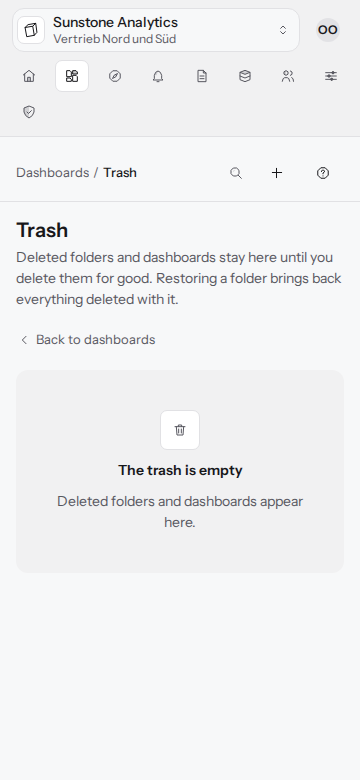 Sunstone Analytics
Vertrieb Nord und Süd
OO
Dashboards / Trash
Trash
Deleted folders and dashboards stay here until you
delete them for good. Restoring a folder brings back
everything deleted with it.
Back to dashboards
The trash is empty
Deleted folders and dashboards appear
here.